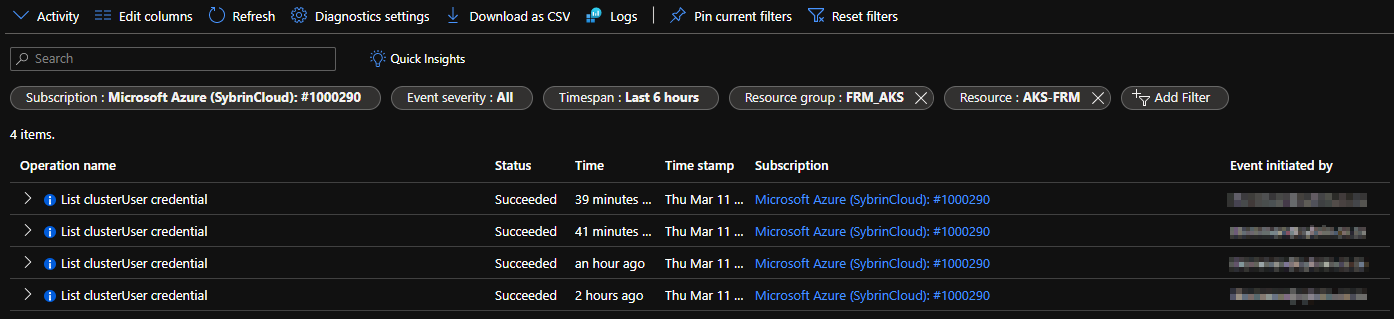 Activity Edit columns Refresh Diagnostics settings Download as CSV Logs Pin current filters Reset filters
Search Quick Insights
Subscription : Microsoft Azure (SybrinCloud): #1000290 Event severity : All Timespan : Last 6 hours Resource group : FRM_AKS Resource : AKS-FRM Add Filter
4 items.
Operation name Status Time Time stamp Subscription Event initiated by
List clusterUser credential Succeeded 39 minutes ... Thu Mar 11 ... Microsoft Azure (SybrinCloud): #1000290
List clusterUser credential Succeeded 41 minutes ... Thu Mar 11 ... Microsoft Azure (SybrinCloud): #1000290
List clusterUser credential Succeeded an hour ago Thu Mar 11 ... Microsoft Azure (SybrinCloud): #1000290
List clusterUser credential Succeeded 2 hours ago Thu Mar 11 ... Microsoft Azure (SybrinCloud): #1000290